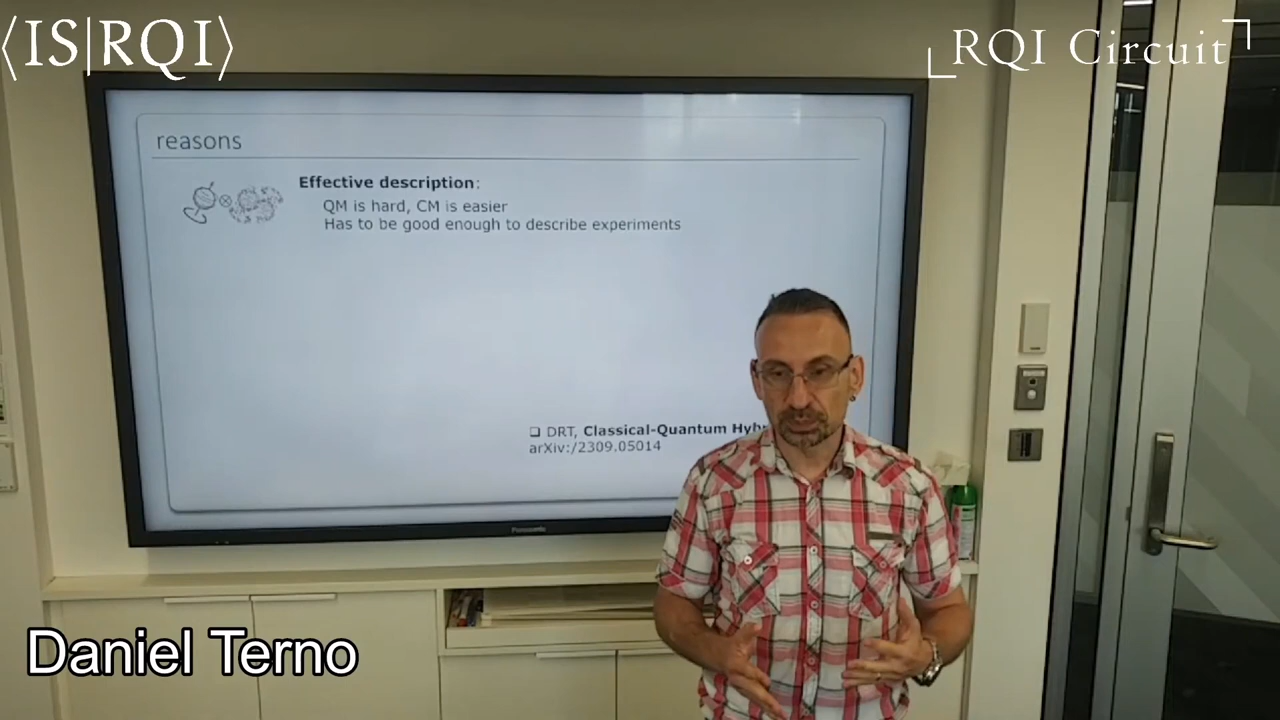 ⟨IS|RQI⟩
RQI Circuit
reasons
Effective description:
QM is hard, CM is easier
Has to be good enough to describe experiments
❑ DRT, Classical-Quantum
arXiv:/2309.05014
Panasonic
Daniel Terno